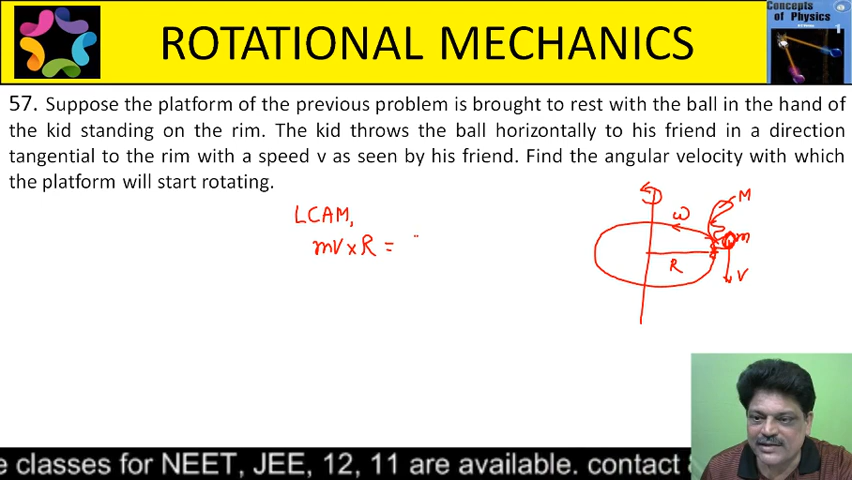 ROTATIONAL MECHANICS
Concepts
of Physics
1
57. Suppose the platform of the previous problem is brought to rest with the ball in the hand of
the kid standing on the rim. The kid throws the ball horizontally to his friend in a direction
tangential to the rim with a speed v as seen by his friend. Find the angular velocity with which
the platform will start rotating.
LCAM,
mv×R =
ω
M
m
R
v
e classes for NEET, JEE, 12, 11 are available. contact